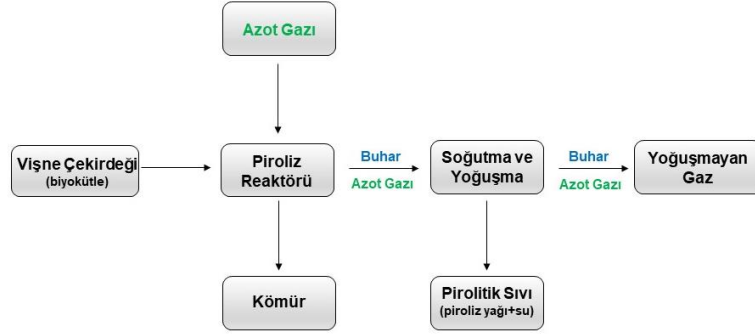 Azot Gazı
Vişne Çekirdeği
(biyokütle)
Piroliz
Reaktörü
Buhar
Azot Gazı
Soğutma ve
Yoğuşma
Buhar
Azot Gazı
Yoğuşmayan
Gaz
Kömür
Pirolitik Sıvı
(piroliz yağı+su)